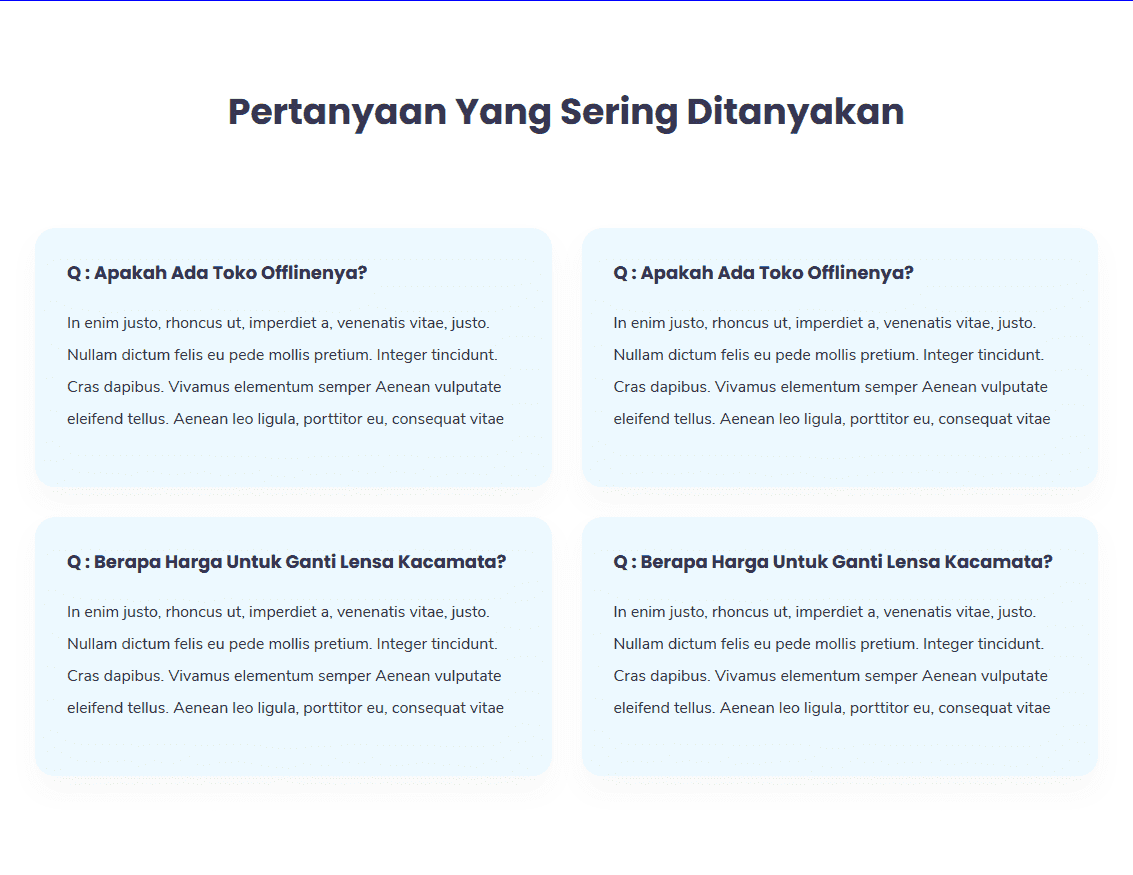 Pertanyaan Yang Sering Ditanyakan
Q : Apakah Ada Toko Offlinenya?
In enim justo, rhoncus ut, imperdiet a, venenatis vitae, justo.
Nullam dictum felis eu pede mollis pretium. Integer tincidunt.
Cras dapibus. Vivamus elementum semper Aenean vulputate
eleifend tellus. Aenean leo ligula, porttitor eu, consequat vitae
Q : Apakah Ada Toko Offlinenya?
In enim justo, rhoncus ut, imperdiet a, venenatis vitae, justo.
Nullam dictum felis eu pede mollis pretium. Integer tincidunt.
Cras dapibus. Vivamus elementum semper Aenean vulputate
eleifend tellus. Aenean leo ligula, porttitor eu, consequat vitae
Q : Berapa Harga Untuk Ganti Lensa Kacamata?
In enim justo, rhoncus ut, imperdiet a, venenatis vitae, justo.
Nullam dictum felis eu pede mollis pretium. Integer tincidunt.
Cras dapibus. Vivamus elementum semper Aenean vulputate
eleifend tellus. Aenean leo ligula, porttitor eu, consequat vitae
Q : Berapa Harga Untuk Ganti Lensa Kacamata?
In enim justo, rhoncus ut, imperdiet a, venenatis vitae, justo.
Nullam dictum felis eu pede mollis pretium. Integer tincidunt.
Cras dapibus. Vivamus elementum semper Aenean vulputate
eleifend tellus. Aenean leo ligula, porttitor eu, consequat vitae